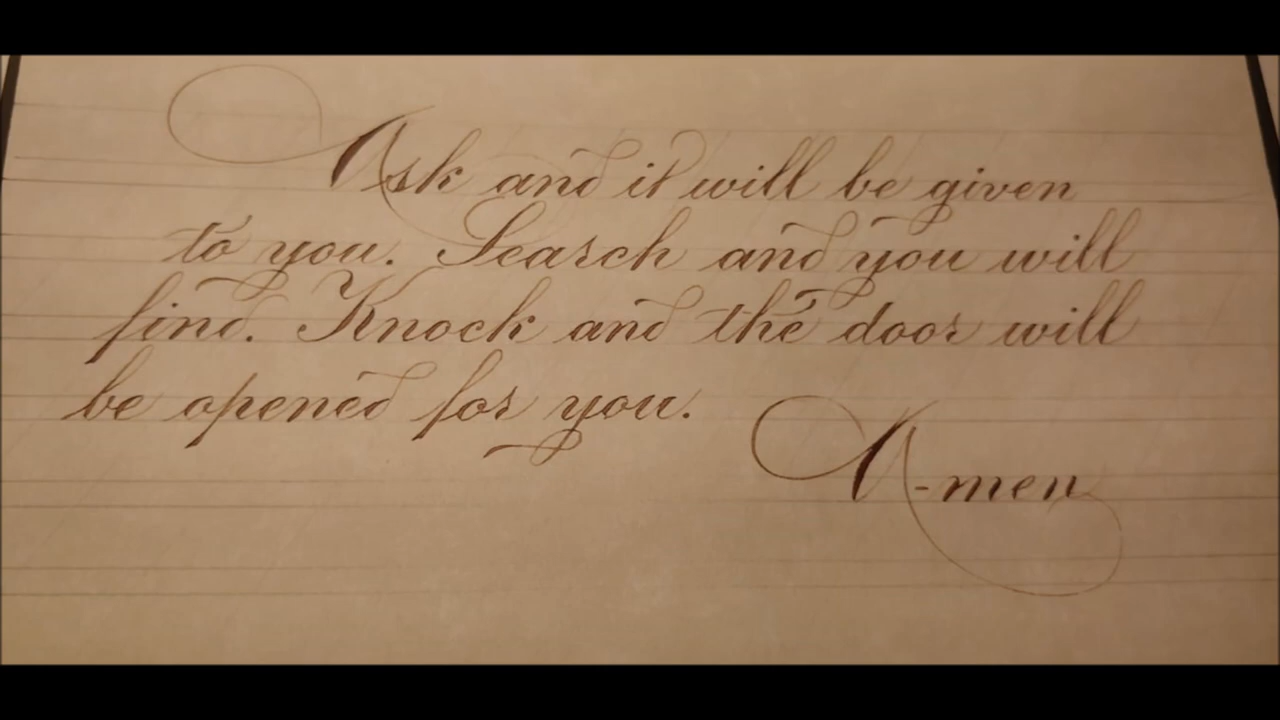 Ask and it will be given
to you. Search and you will
find. Knock and the door will
be opened for you.
A-men